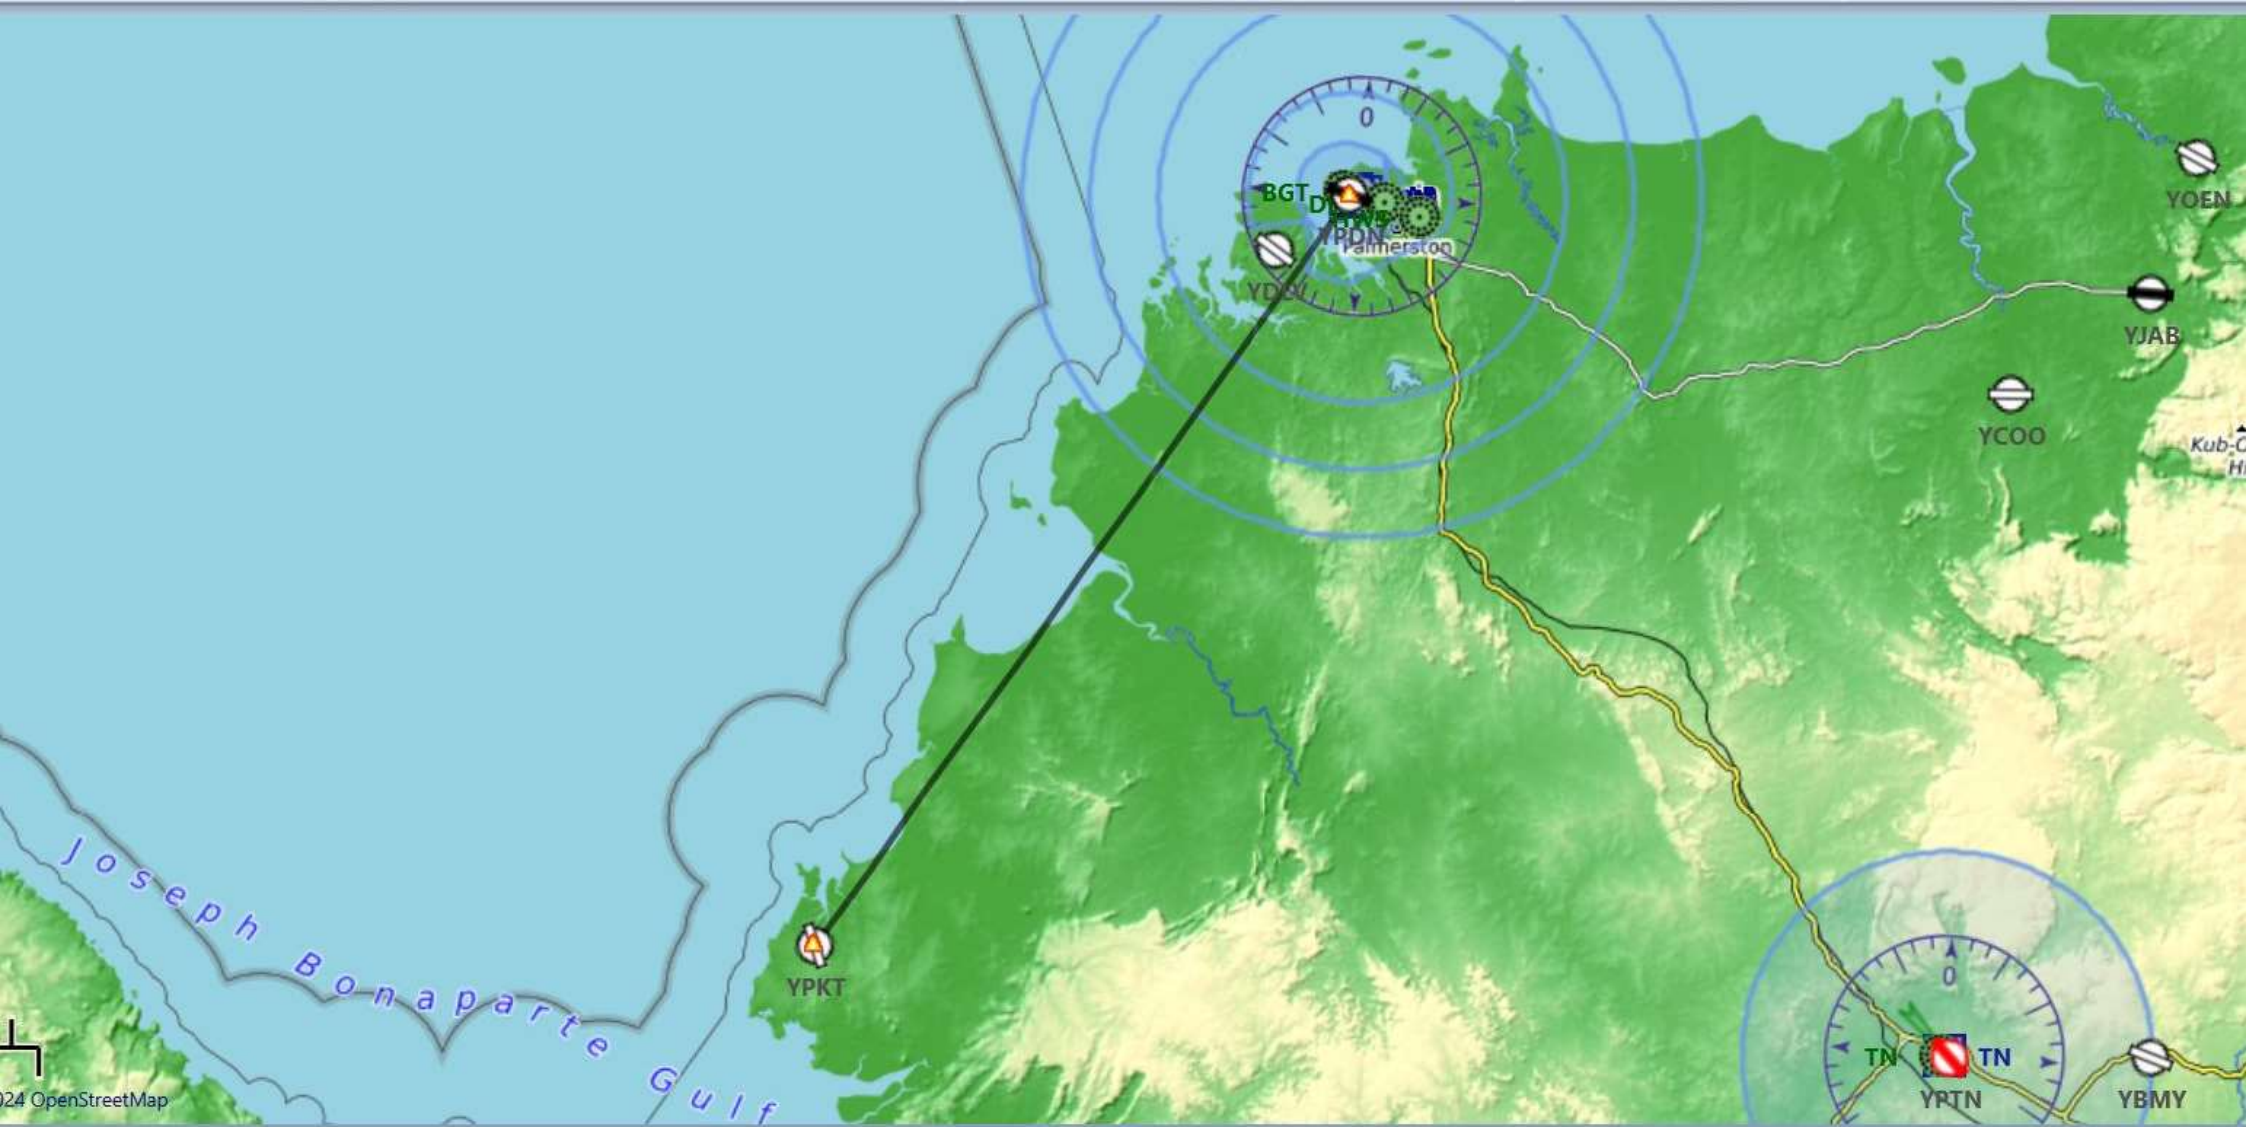 0
BGT
YPDN
Palmerston
YOEN
YJAB
YCOO
Kub-O
YPKT
Joseph Bonaparte Gulf
0
TN
TN
YPTN
YBMY
024 OpenStreetMap